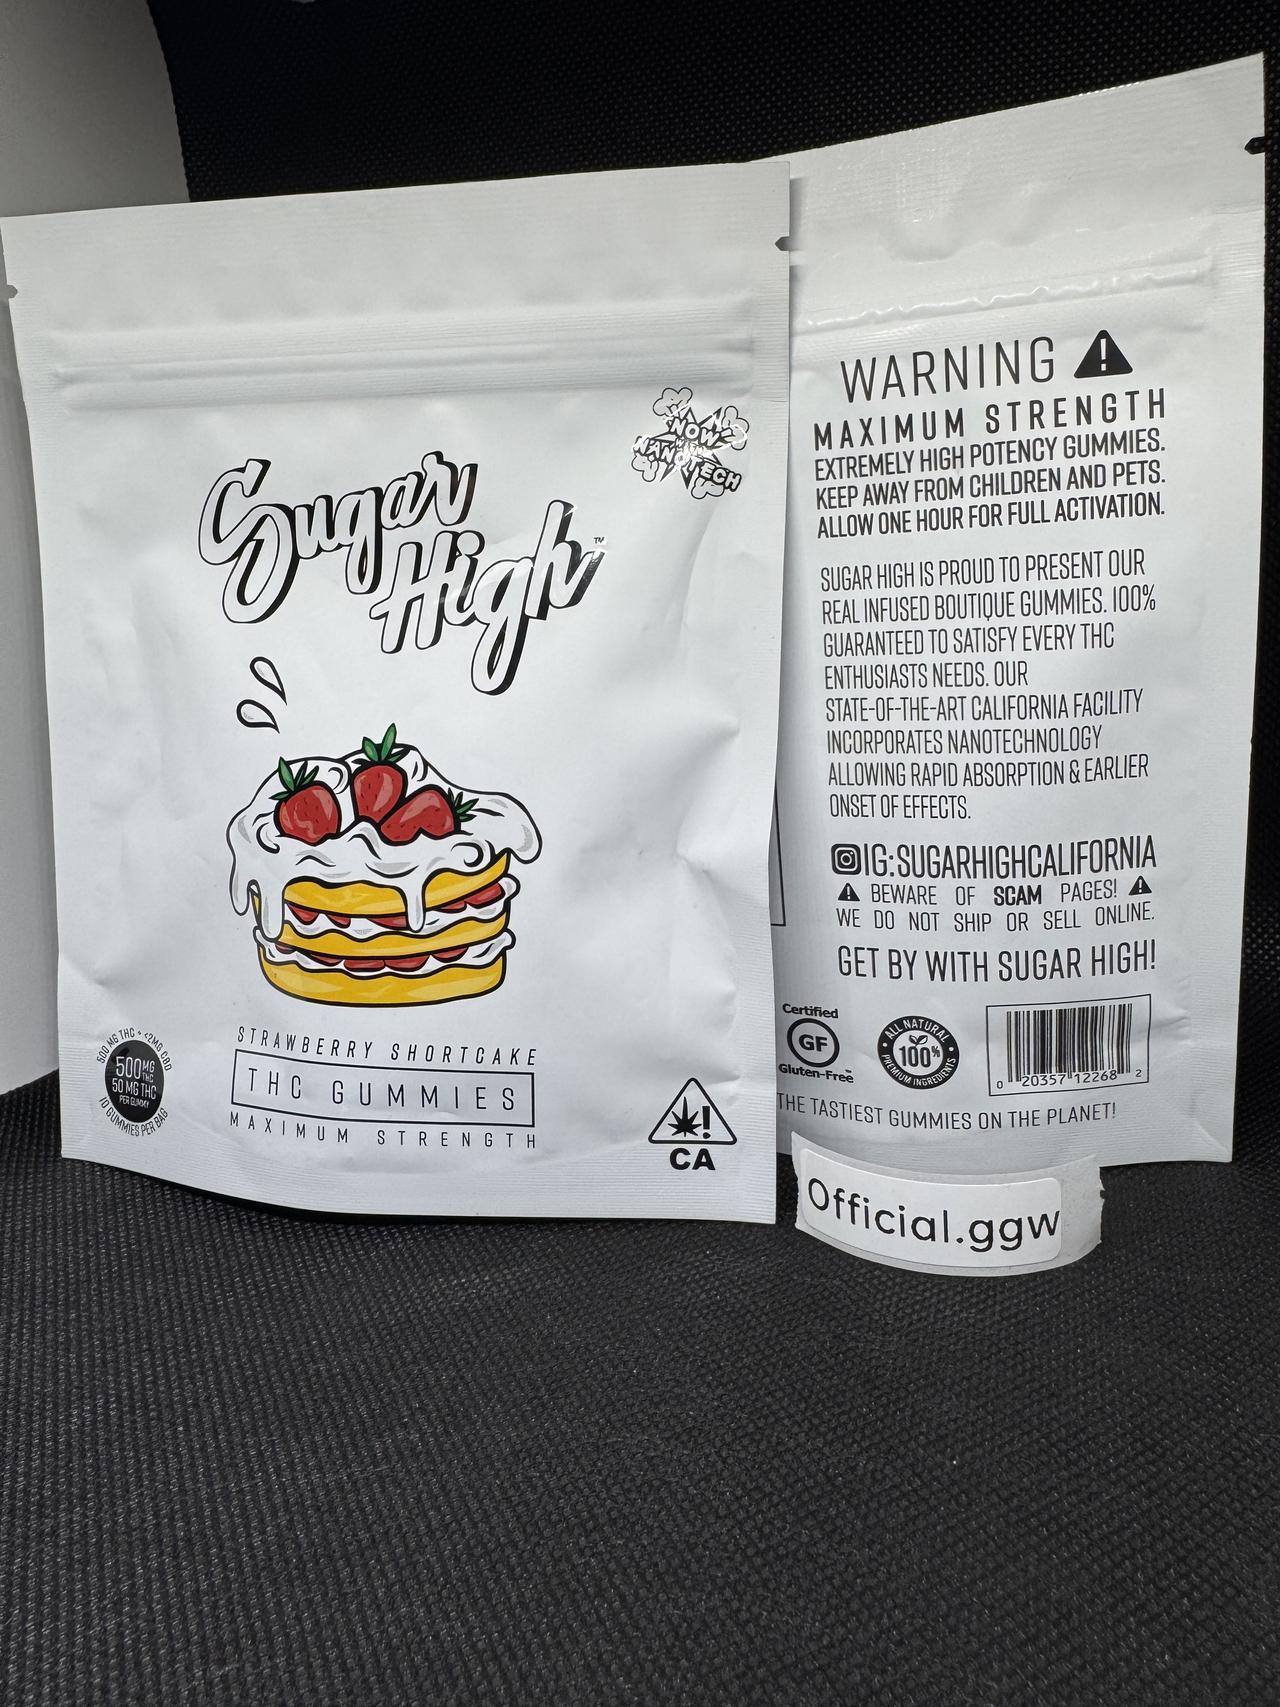 NOW
NANOTECH
Sugar
High™
STRAWBERRY SHORTCAKE
THC GUMMIES
MAXIMUM STRENGTH
500 MG THC • <2MG CBD
500MG
THC
50 MG THC
PER GUMMY
10 GUMMIES PER BAG
CA
WARNING
MAXIMUM STRENGTH
EXTREMELY HIGH POTENCY GUMMIES.
KEEP AWAY FROM CHILDREN AND PETS.
ALLOW ONE HOUR FOR FULL ACTIVATION.
SUGAR HIGH IS PROUD TO PRESENT OUR
REAL INFUSED BOUTIQUE GUMMIES. 100%
GUARANTEED TO SATISFY EVERY THC
ENTHUSIASTS NEEDS. OUR
STATE-OF-THE-ART CALIFORNIA FACILITY
INCORPORATES NANOTECHNOLOGY
ALLOWING RAPID ABSORPTION & EARLIER
ONSET OF EFFECTS.
IG:SUGARHIGHCALIFORNIA
BEWARE OF SCAM PAGES!
WE DO NOT SHIP OR SELL ONLINE.
GET BY WITH SUGAR HIGH!
Certified
GF
Gluten-Free™
ALL NATURAL
100%
PREMIUM INGREDIENTS
0 20357 12268 2
THE TASTIEST GUMMIES ON THE PLANET!
Official.ggw